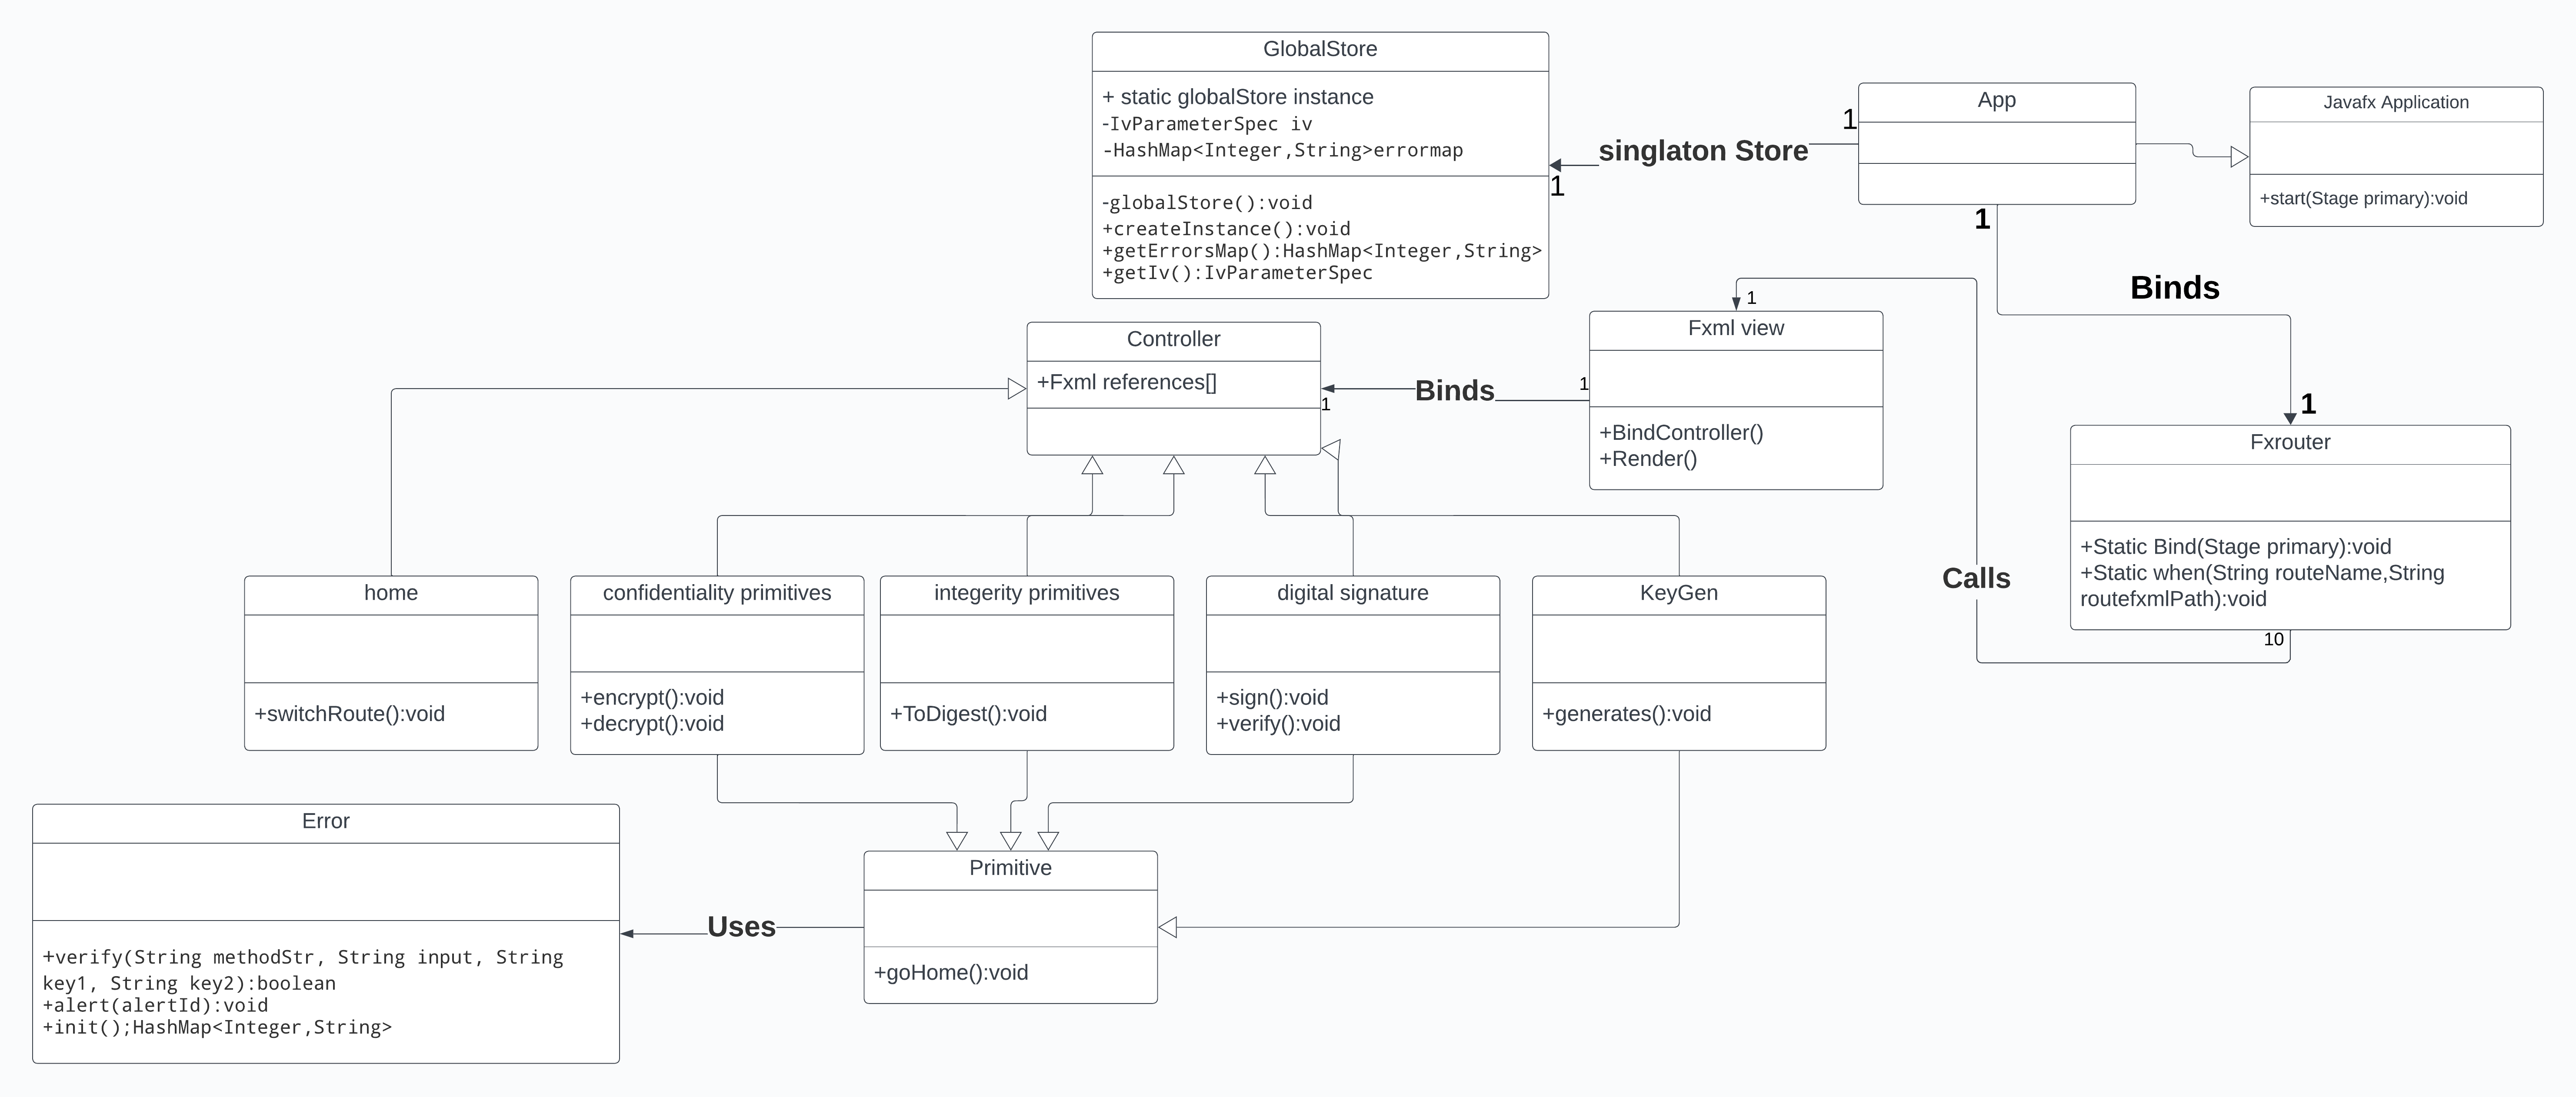 GlobalStore
+ static globalStore instance
-IvParameterSpec iv
-HashMap<Integer,String>errormap
-globalStore():void
+createInstance():void
+getErrorsMap():HashMap<Integer,String>
+getIv():IvParameterSpec
1
singlaton Store
1
App
Javafx Application
+start(Stage primary):void
1
Binds
1
Controller
+Fxml references[]
1
Binds
1
1
Fxml view
+BindController()
+Render()
Fxrouter
+Static Bind(Stage primary):void
+Static when(String routeName,String
routefxmlPath):void
10
Calls
home
+switchRoute():void
confidentiality primitives
+encrypt():void
+decrypt():void
integerity primitives
+ToDigest():void
digital signature
+sign():void
+verify():void
KeyGen
+generates():void
Error
+verify(String methodStr, String input, String
key1, String key2):boolean
+alert(alertId):void
+init();HashMap<Integer,String>
Uses
Primitive
+goHome():void